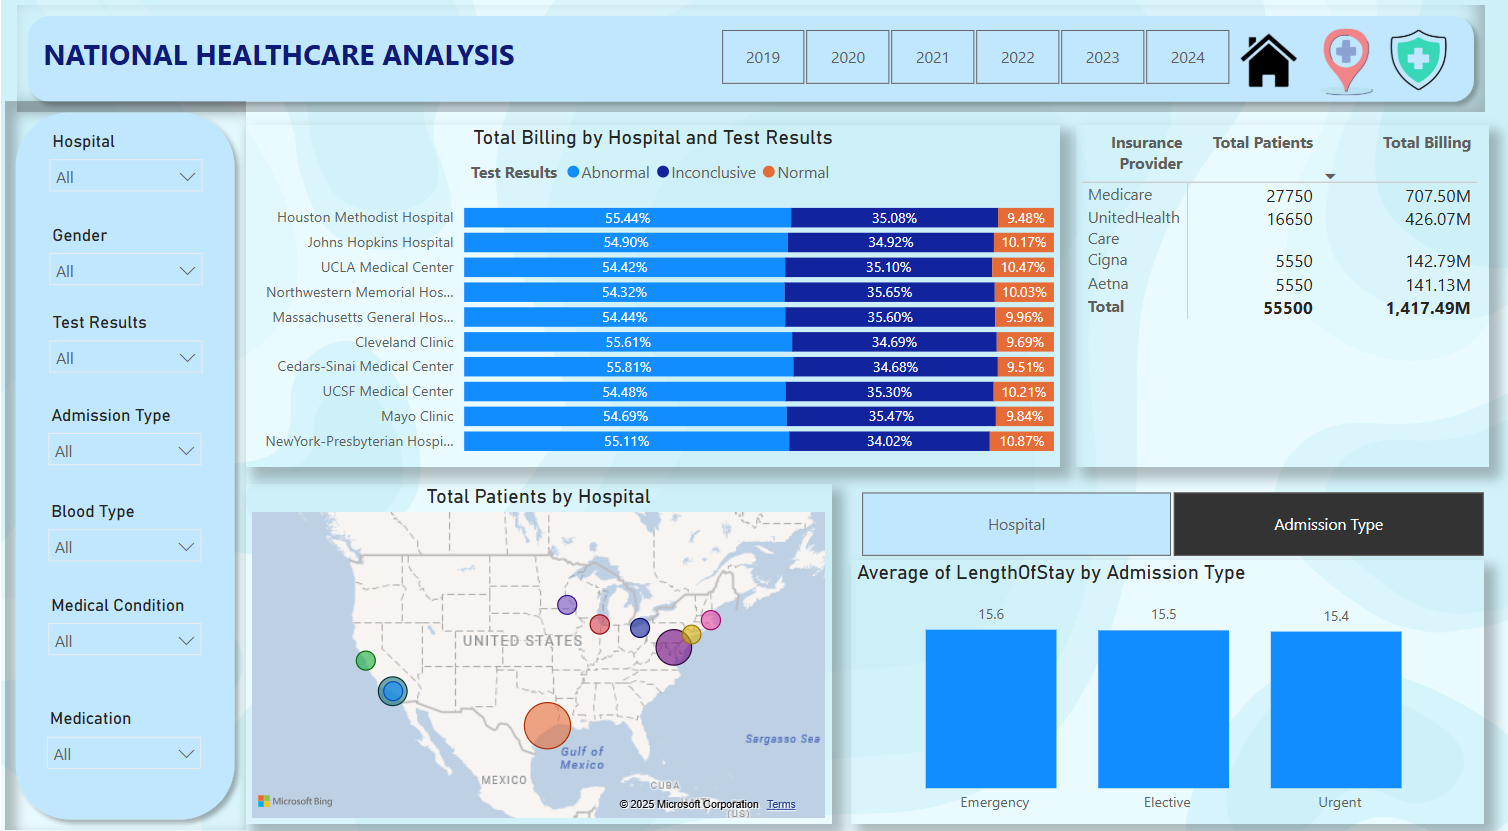 NATIONAL HEALTHCARE ANALYSIS
2019 2020 2021 2022 2023 2024
Hospital
All
Gender
All
Test Results
All
Admission Type
All
Blood Type
All
Medical Condition
All
Medication
All
Total Billing by Hospital and Test Results
Test Results Abnormal Inconclusive Normal
Houston Methodist Hospital 55.44% 35.08% 9.48%
Johns Hopkins Hospital 54.90% 34.92% 10.17%
UCLA Medical Center 54.42% 35.10% 10.47%
Northwestern Memorial Hos... 54.32% 35.65% 10.03%
Massachusetts General Hos... 54.44% 35.60% 9.96%
Cleveland Clinic 55.61% 34.69% 9.69%
Cedars-Sinai Medical Center 55.81% 34.68% 9.51%
UCSF Medical Center 54.48% 35.30% 10.21%
Mayo Clinic 54.69% 35.47% 9.84%
NewYork-Presbyterian Hospi... 55.11% 34.02% 10.87%
Insurance Total Patients Total Billing
Provider
Medicare 27750 707.50M
UnitedHealth 16650 426.07M
Care
Cigna 5550 142.79M
Aetna 5550 141.13M
Total 55500 1,417.49M
Total Patients by Hospital
UNITED STATES
Sargasso Sea
Gulf of
Mexico
MEXICO
CUBA
Microsoft Bing
© 2025 Microsoft Corporation Terms
(US)
Hospital Admission Type
Average of LengthOfStay by Admission Type
15.6 15.5 15.4
Emergency Elective Urgent